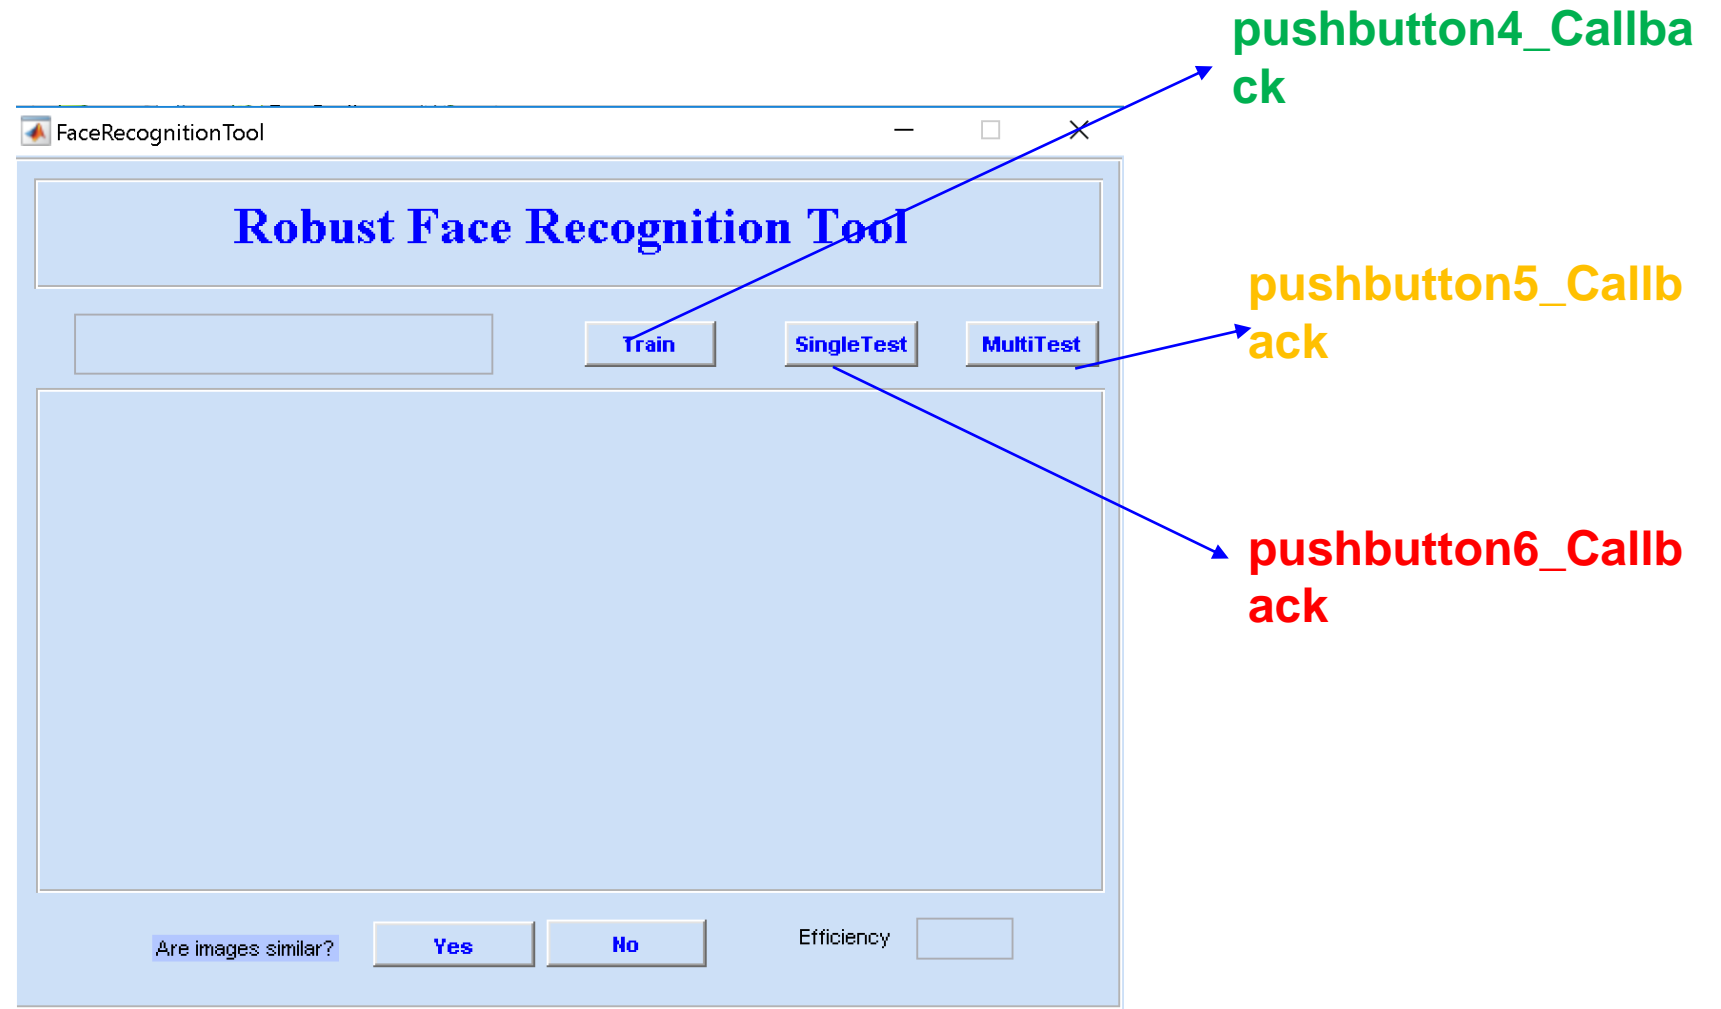 pushbutton4_Callba
ck
FaceRecognitionTool
Robust Face Recognition Tool
pushbutton5_Callb
ack
Train
SingleTest
MultiTest
pushbutton6_Callb
ack
Are images similar?
Yes
No
Efficiency